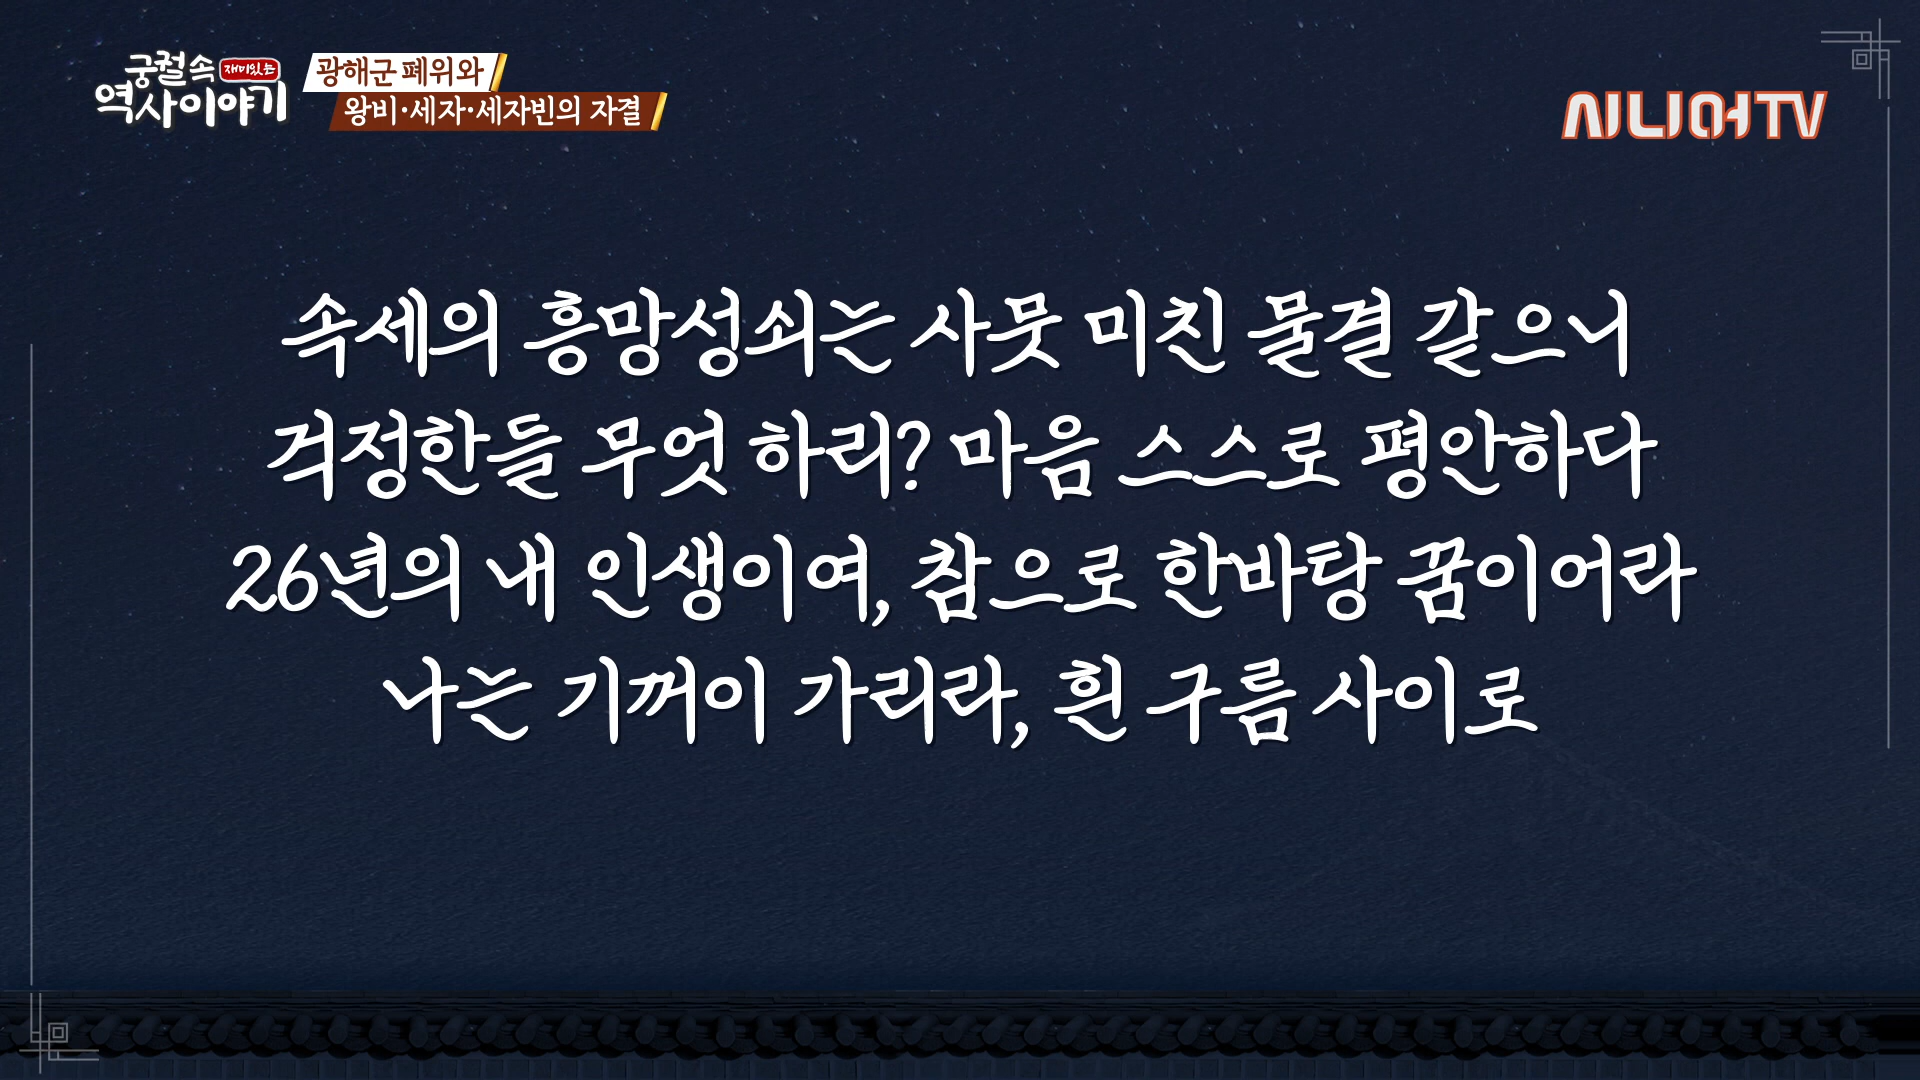 궁궐 속 재미있는
역사이야기
광해군 폐위와
왕비·세자·세자빈의 자결
시니어TV
속세의 흥망성쇠는 사뭇 미친 물결 같으니
걱정한들 무엇 하리? 마음 스스로 평안하다
26년의 내 인생이여, 참으로 한바탕 꿈이어라
나는 기꺼이 가리라, 흰 구름 사이로